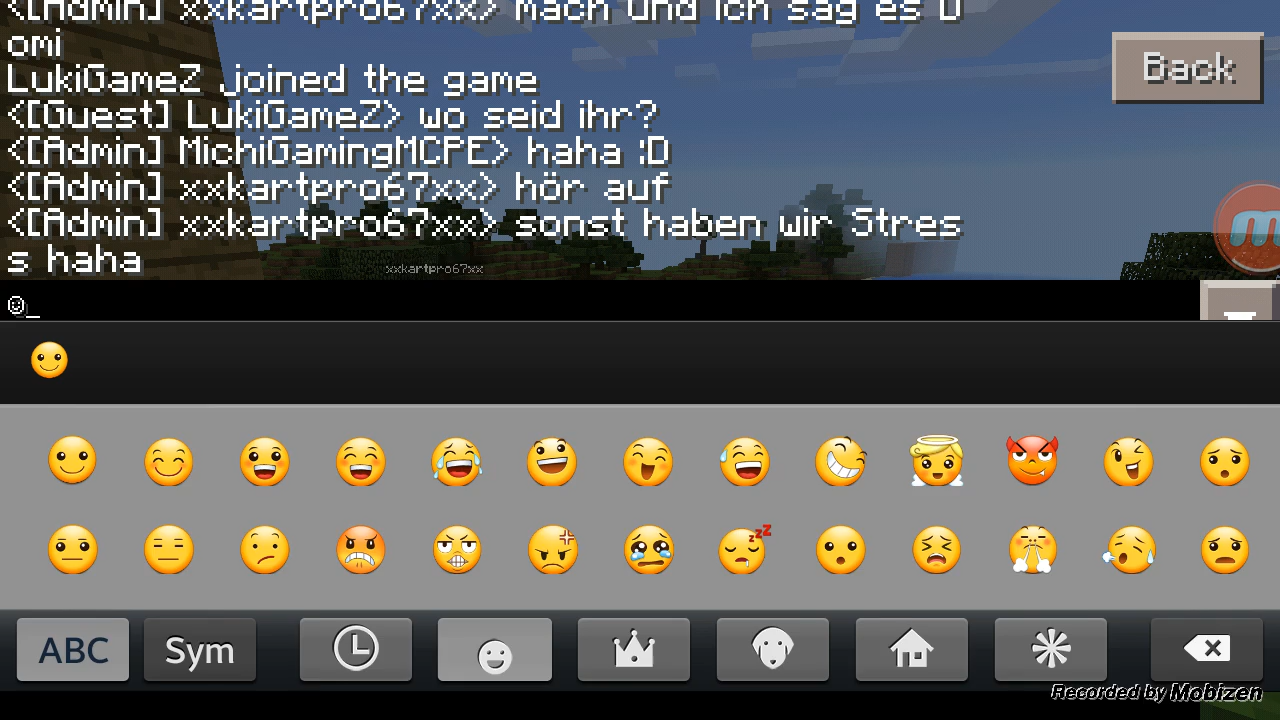 <[Admin] xxkartpro67xx> mach und ich sag es D
omi
LukiGameZ joined the game
<[Guest] LukiGameZ> wo seid ihr?
<[Admin] MichiGamingMCPE> haha :D
<[Admin] xxkartpro67xx> hör auf
<[Admin] xxkartpro67xx> sonst haben wir Stres
s haha
Back
xxkartpro67xx
☺_
ABC
Sym
Recorded by Mobizen